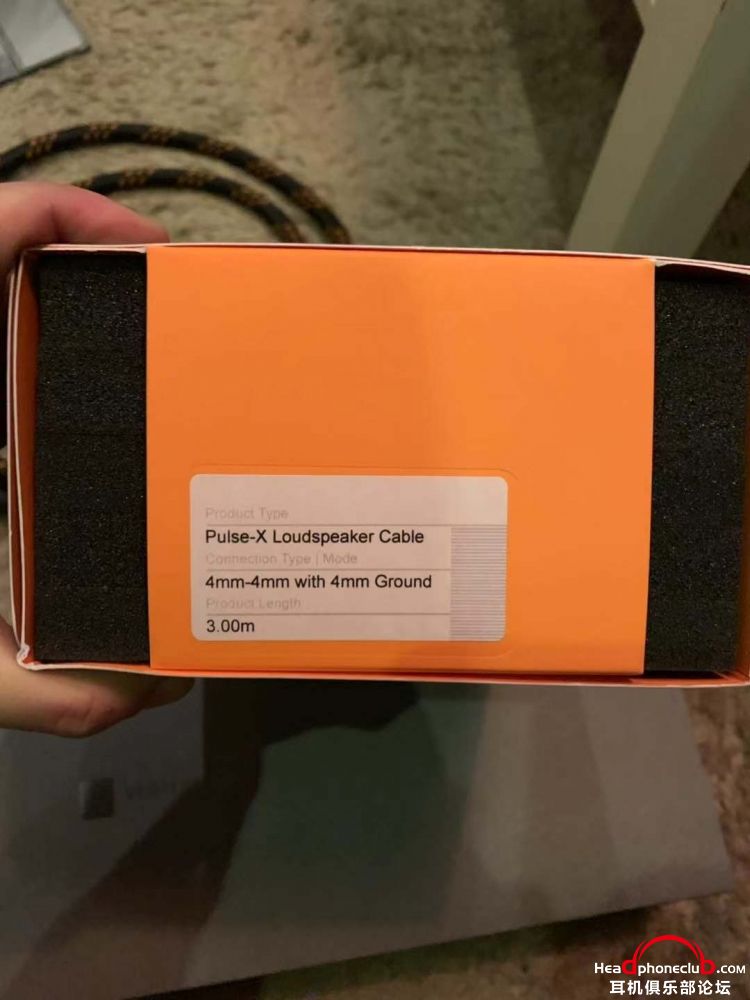 Product Type
Pulse-X Loudspeaker Cable
Connection Type | Mode
4mm-4mm with 4mm Ground
Product Length
3.00m
Headphoneclub.com
耳机俱乐部论坛